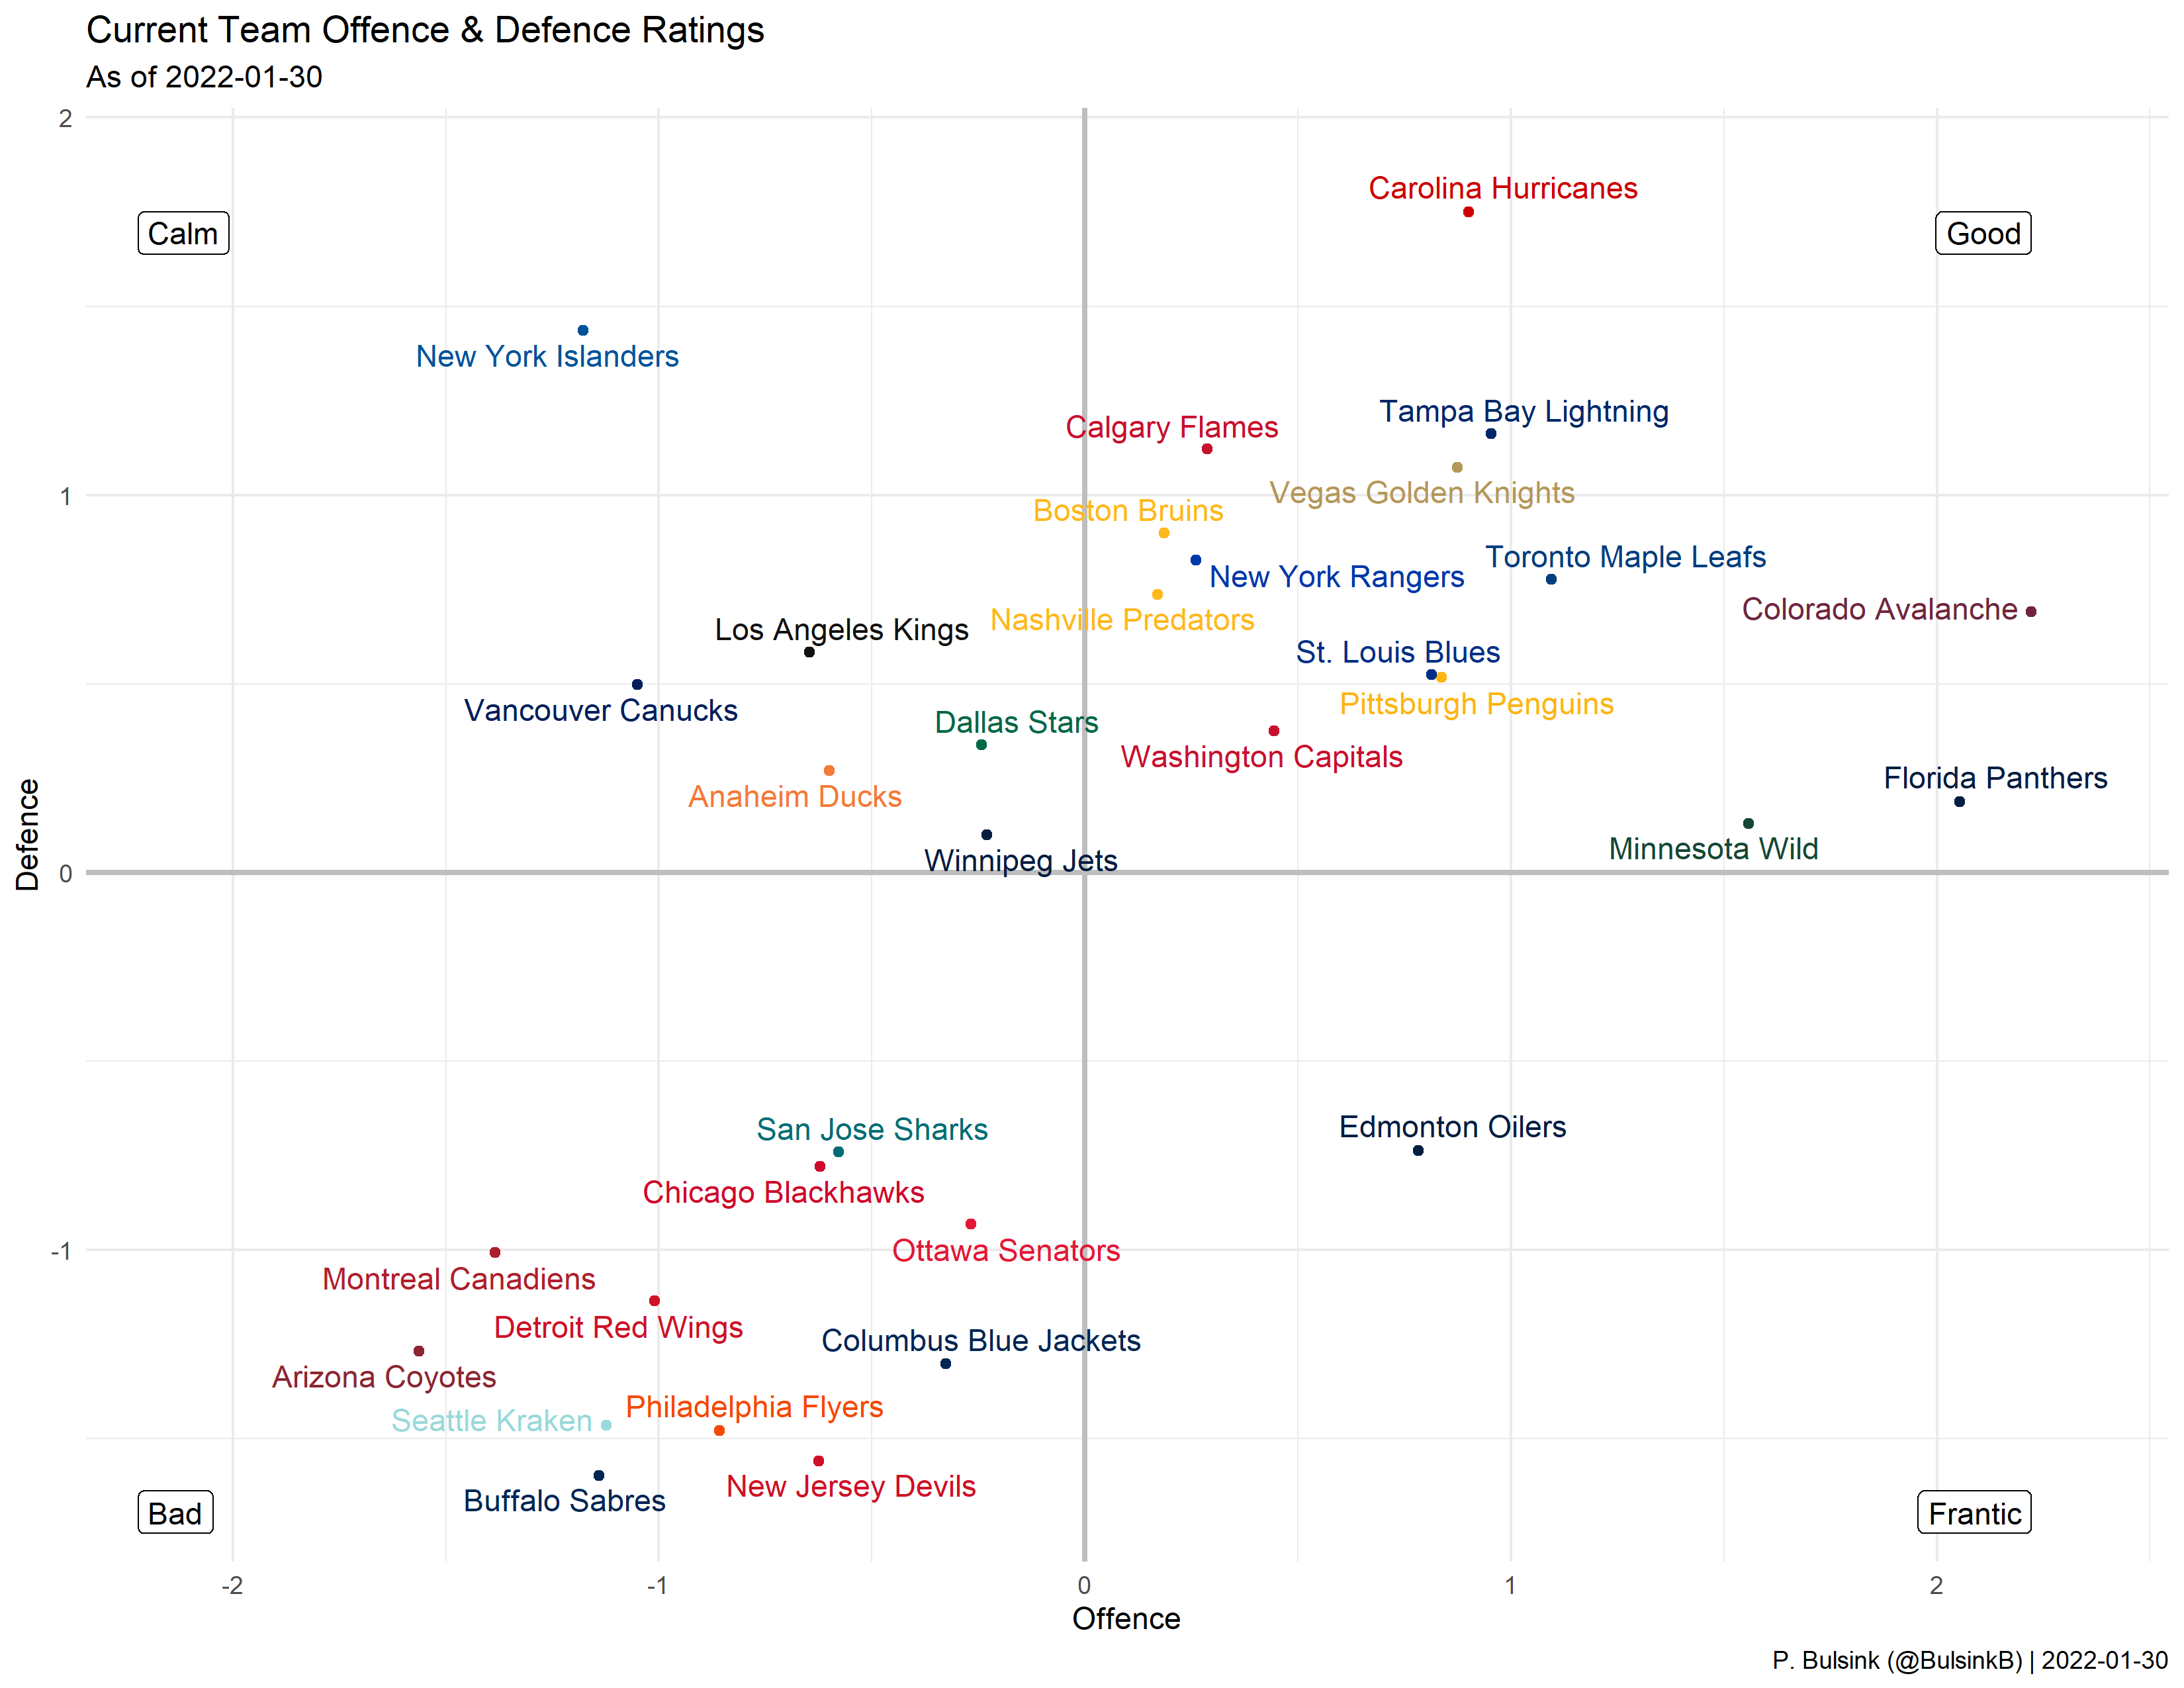 Current Team Offence & Defence Ratings
As of 2022-01-30
2
Carolina Hurricanes
Calm
Good
New York Islanders
Tampa Bay Lightning
Calgary Flames
Vegas Golden Knights
1
Boston Bruins
Toronto Maple Leafs
New York Rangers
Colorado Avalanche
Nashville Predators
Los Angeles Kings
St. Louis Blues
Pittsburgh Penguins
Vancouver Canucks
Dallas Stars
Washington Capitals
Florida Panthers
Anaheim Ducks
Defence
Minnesota Wild
Winnipeg Jets
0
San Jose Sharks
Edmonton Oilers
Chicago Blackhawks
Ottawa Senators
-1
Montreal Canadiens
Detroit Red Wings
Columbus Blue Jackets
Arizona Coyotes
Philadelphia Flyers
Seattle Kraken
New Jersey Devils
Buffalo Sabres
Bad
Frantic
-2
-1
0
1
2
Offence
P. Bulsink (@BulsinkB) | 2022-01-30